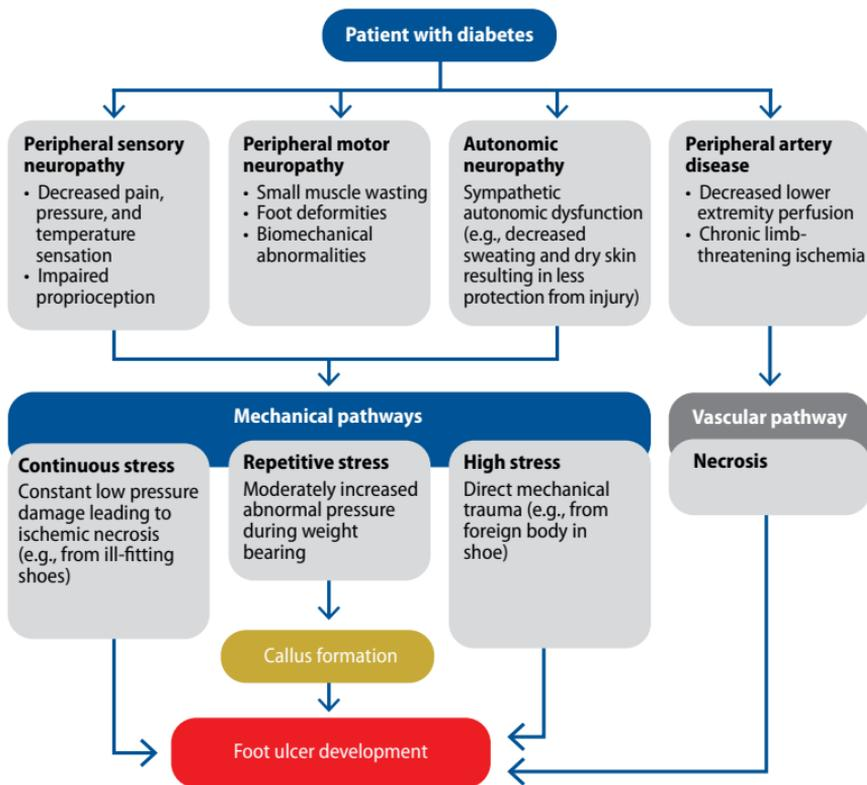 Patient with diabetes
Peripheral sensory
neuropathy
• Decreased pain,
pressure, and
temperature
sensation
• Impaired
proprioception
Peripheral motor
neuropathy
• Small muscle wasting
• Foot deformities
• Biomechanical
abnormalities
Autonomic
neuropathy
Sympathetic
autonomic dysfunction
(e.g., decreased
sweating and dry skin
resulting in less
protection from injury)
Peripheral artery
disease
• Decreased lower
extremity perfusion
• Chronic limb-
threatening ischemia
Mechanical pathways
Vascular pathway
Continuous stress
Constant low pressure
damage leading to
ischemic necrosis
(e.g., from ill-fitting
shoes)
Repetitive stress
Moderately increased
abnormal pressure
during weight
bearing
High stress
Direct mechanical
trauma (e.g., from
foreign body in
shoe)
Necrosis
Callus formation
Foot ulcer development